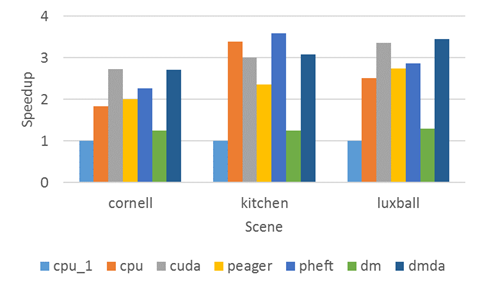 4
3
2
1
0
Speedup
cornell kitchen luxball
Scene
cpu_1 cpu cuda peager pheft dm dmda